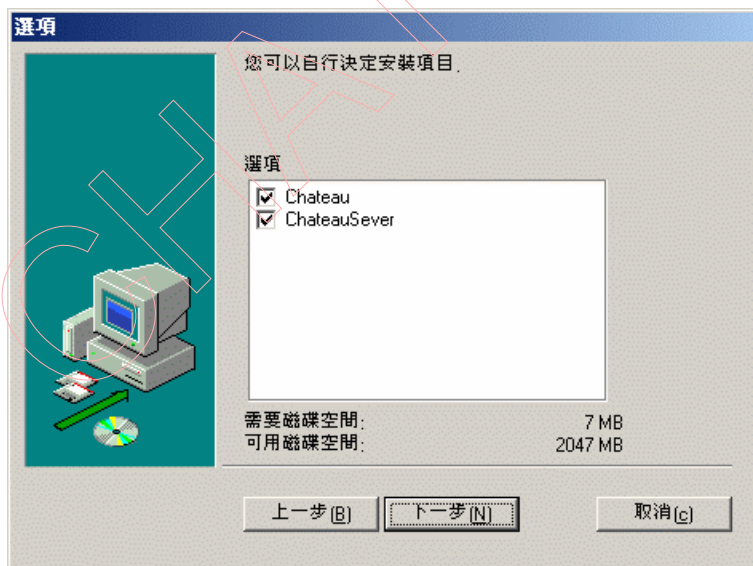 選項
您可以自行決定安裝項目.
選項
Chateau
ChateauSever
需要磁碟空間: 7 MB
可用磁碟空間: 2047 MB
上一步(B) 下一步(N) 取消(c)